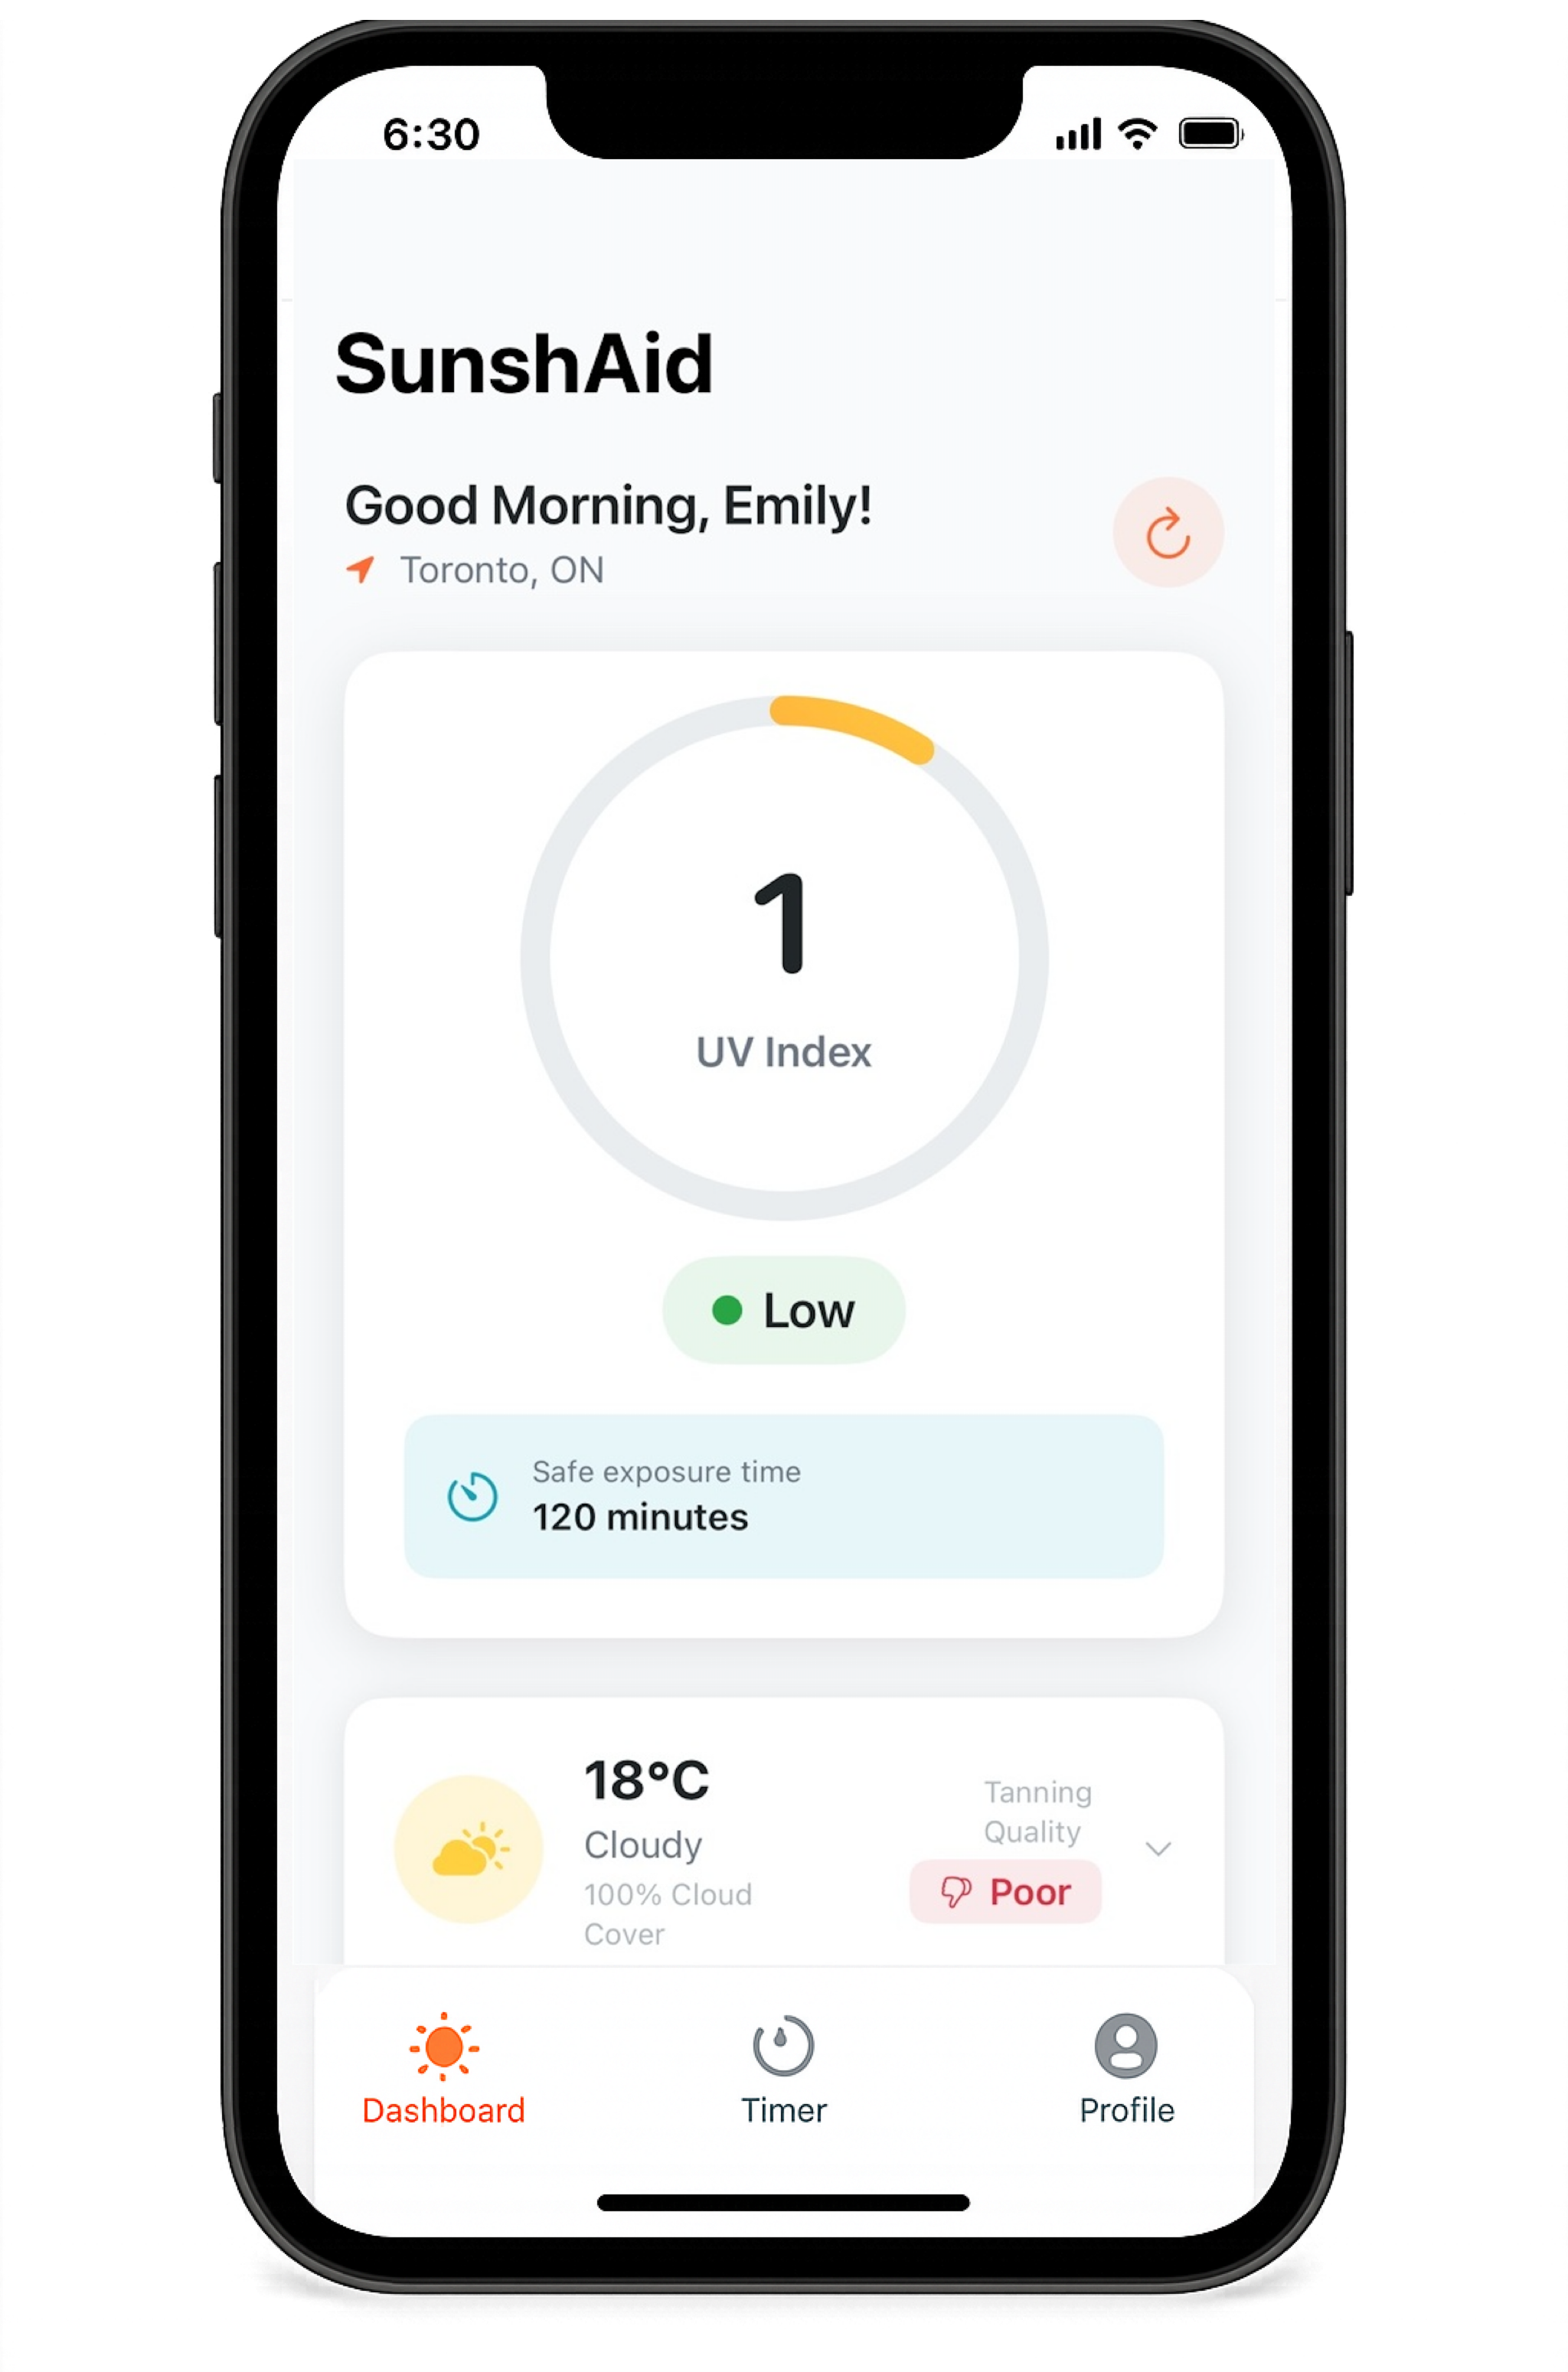 6:30
SunshAid
Good Morning, Emily!
Toronto, ON
1
UV Index
Low
Safe exposure time
120 minutes
18°C
Cloudy
100% Cloud
Cover
Tanning
Quality
Poor
Dashboard
Timer
Profile